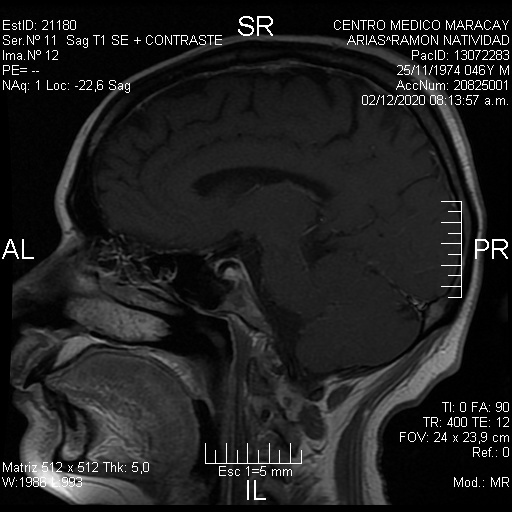 EstID: 21180
Ser.Nº 11 Sag T1 SE + CONTRASTE
Ima.Nº 12
PE= --
NAq: 1 Loc: -22,6 Sag
SR
CENTRO MEDICO MARACAY
ARIAS^RAMON NATIVIDAD
PacID: 13072283
25/11/1974 046Y M
AccNum: 20825001
02/12/2020 08:13:57 a.m.
AL
PR
TI: 0 FA: 90
TR: 400 TE: 12
FOV: 24 x 23,9 cm
Ref.: 0
Mod.: MR
Matriz 512 x 512 Thk: 5,0
W:1986 L:993
Esc 1=5 mm
IL